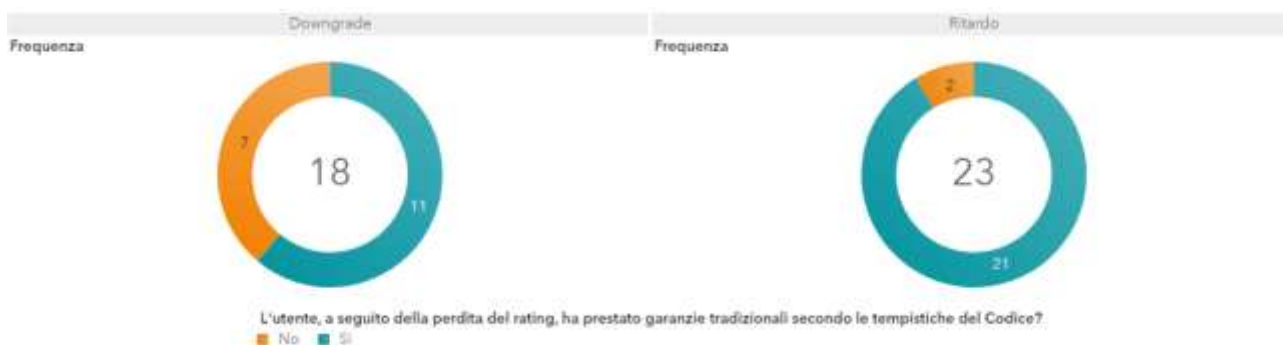 Downgrade
Ritardo
Frequenza
Frequenza
7
18
11
2
23
21
L'utente, a seguito della perdita del rating, ha prestato garanzie tradizionali secondo le tempistiche del Codice?
No Si